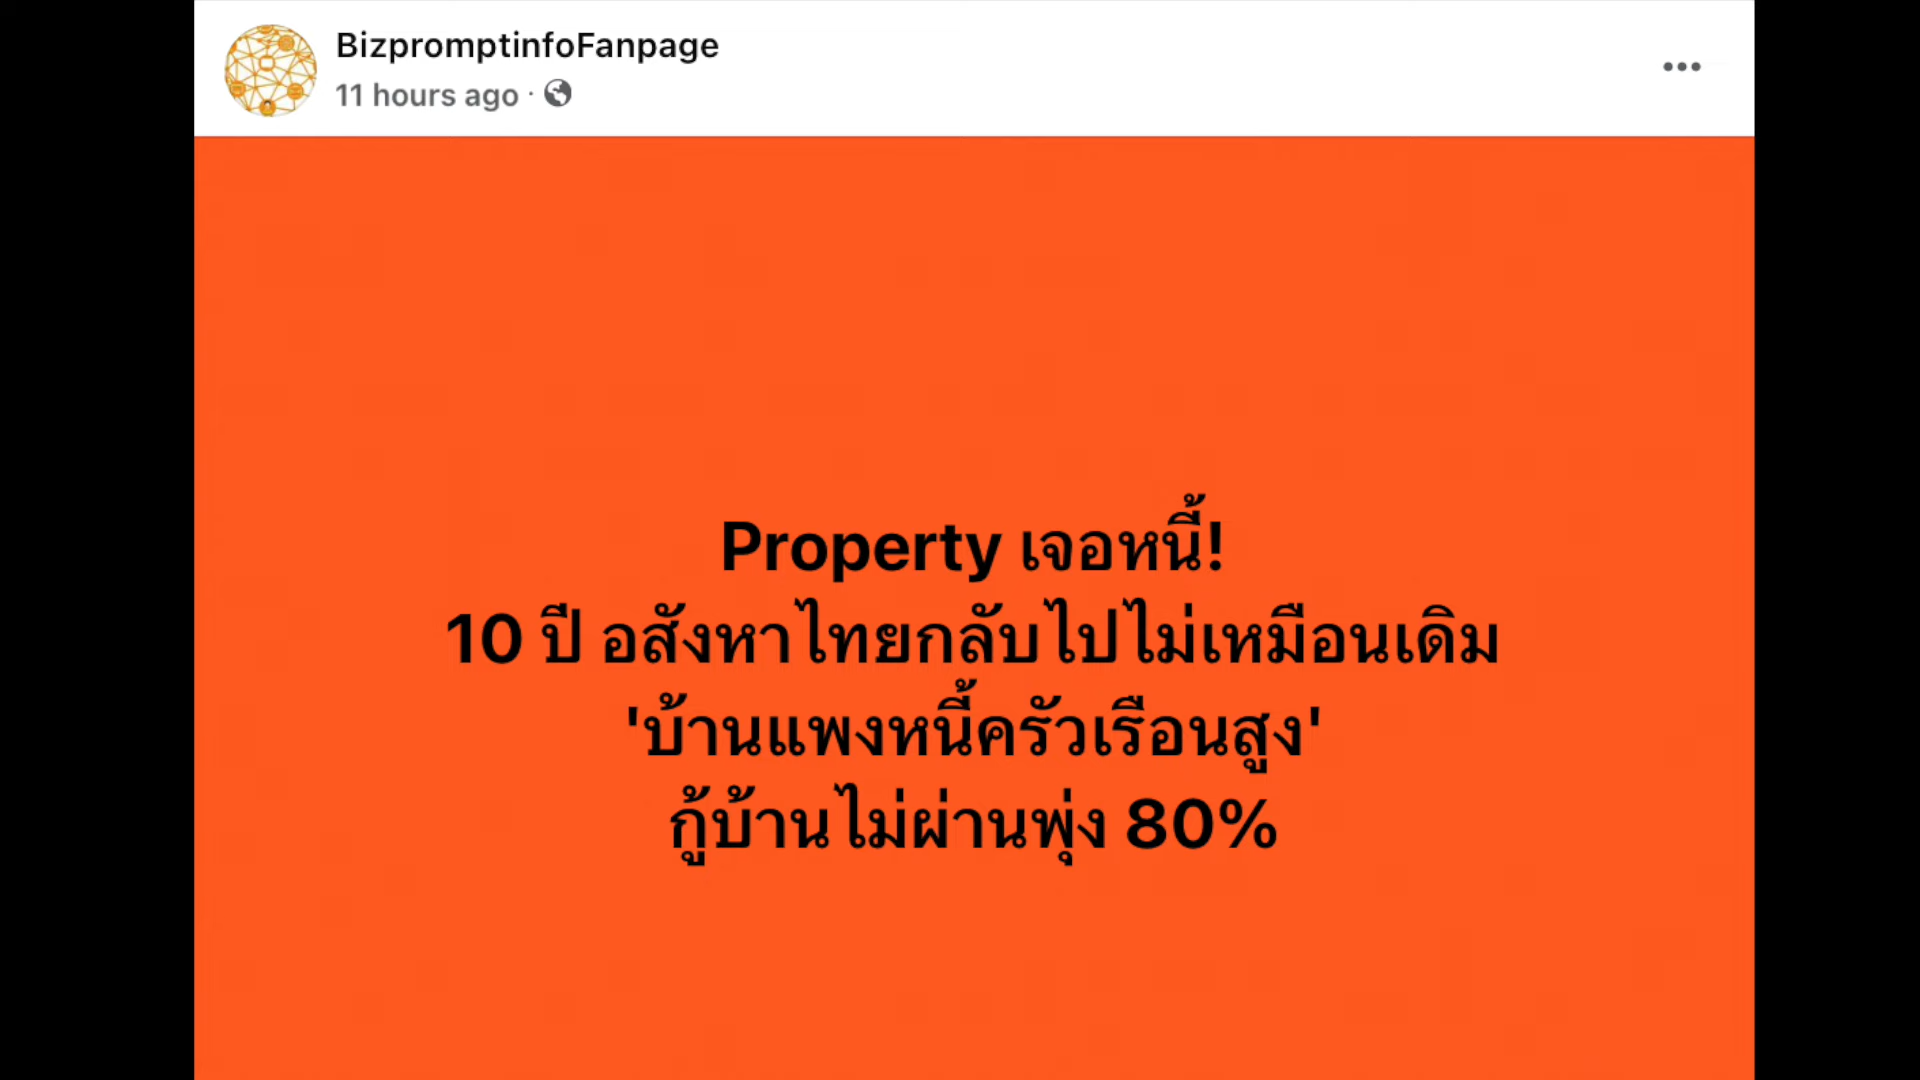 BizpromptinfoFanpage
11 hours ago ·
Property เจอหนี้!
10 ปี อสังหาไทยกลับไปไม่เหมือนเดิม
'บ้านแพงหนี้ครัวเรือนสูง'
กู้บ้านไม่ผ่านพุ่ง 80%